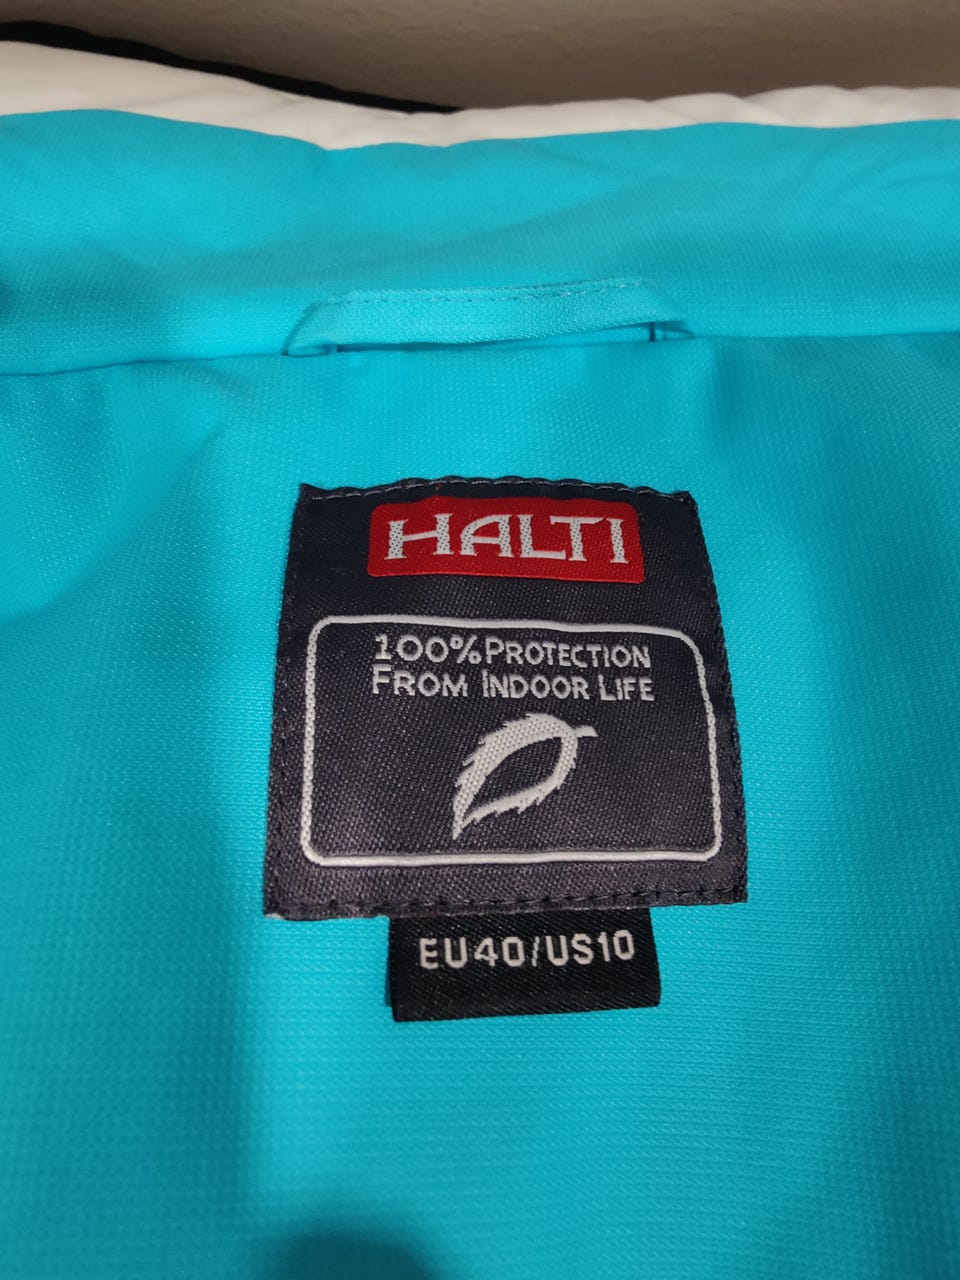 HALTI
100% PROTECTION
FROM INDOOR LIFE
EU40/US10